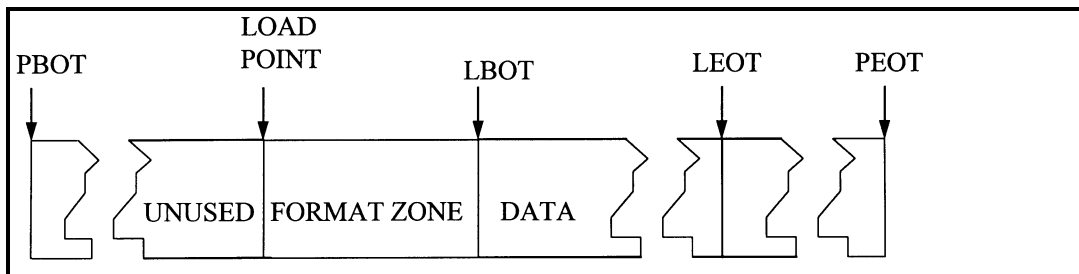 PBOT
LOAD
POINT
LBOT
LEOT
PEOT
UNUSED
FORMAT ZONE
DATA